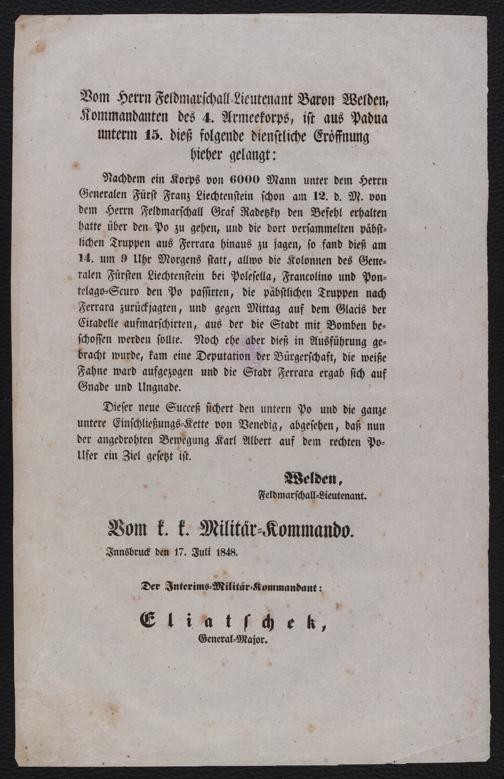 Vom Herrn Feldmarschall-Lieutenant Baron Welden,
Kommandanten des 4. Armeekorps, ist aus Padua
unterm 15. dieß folgende dienstliche Eröffnung
hieher gelangt:
Nachdem ein Korps von 6000 Mann unter dem Herrn
Generalen Fürst Franz Liechtenstein schon am 12. d. M. von
dem Herrn Feldmarschall Graf Radetzky den Befehl erhalten
hatte über den Po zu gehen, und die dort versammelten päbst-
lichen Truppen aus Ferrara hinaus zu jagen, so fand dieß am
14. um 9 Uhr Morgens statt, allwo die Kolonnen des Gene-
ralen Fürsten Liechtenstein bei Polesella, Francolino und Pon-
telago-Scuro den Po passirten, die päbstlichen Truppen nach
Ferrara zurückjagten, und gegen Mittag auf dem Glacis der
Citadelle aufmarschirten, aus der die Stadt mit Bomben be-
schossen werden sollte. Noch ehe aber dieß in Ausführung ge-
bracht wurde, kam eine Deputation der Bürgerschaft, die weiße
Fahne ward aufgezogen und die Stadt Ferrara ergab sich auf
Gnade und Ungnade.
Dieser neue Succeß sichert den untern Po und die ganze
untere Einschließungs-Kette von Venedig, abgesehen, daß nun
der angedrohten Bewegung Karl Albert auf dem rechten Po-
Ufer ein Ziel gesetzt ist.
Welden,
Feldmarschall-Lieutenant.
Vom k. k. Militär-Kommando.
Innsbruck den 17. Juli 1848.
Der Interims-Militär-Kommandant:
Eliatschek,
General-Major.